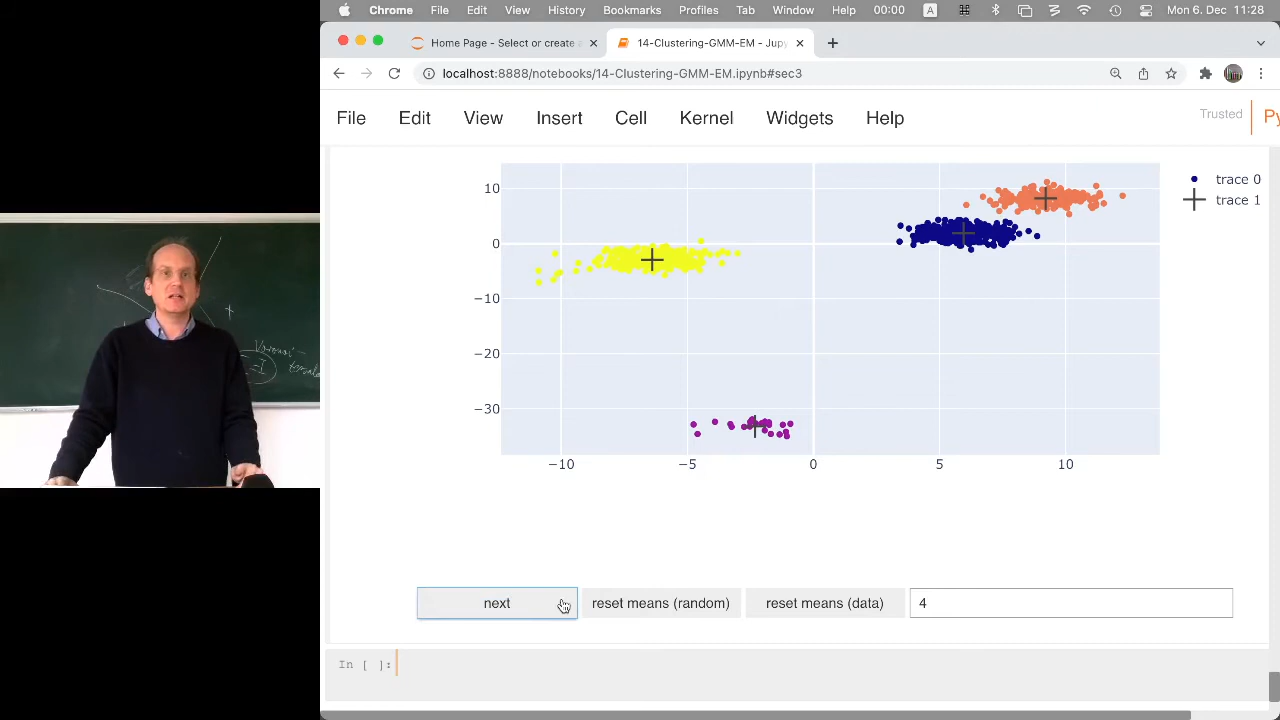 Chrome File Edit View History Bookmarks Profiles Tab Window Help 00:00 A Mon 6. Dec 11:28
Home Page - Select or create a 14-Clustering-GMM-EM - Jup
localhost:8888/notebooks/14-Clustering-GMM-EM.ipynb#sec3
File Edit View Insert Cell Kernel Widgets Help Trusted Py
10
0
−10
−20
−30
−10 −5 0 5 10
trace 0
trace 1
next reset means (random) reset means (data) 4
In [ ]: